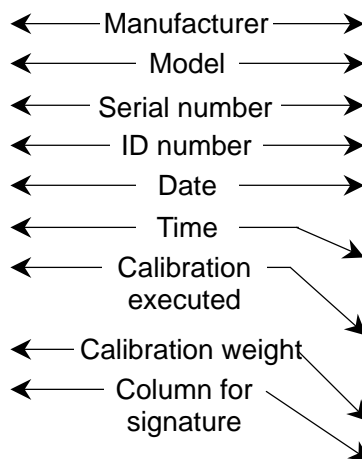 Manufacturer
Model
Serial number
ID number
Date
Time
Calibration
executed
Calibration weight
Column for
signature